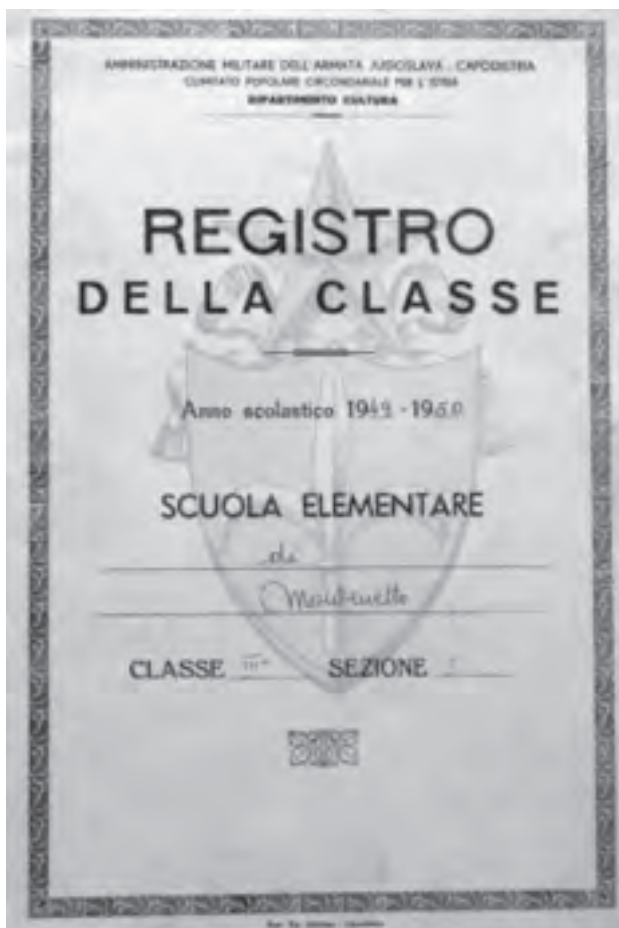 AMMINISTRAZIONE MILITARE DELL'ARMATA JUGOSLAVA - CAPODISTRIA
COMITATO POPOLARE CIRCONDARIALE PER L'ISTRIA
DIPARTIMENTO CULTURA
REGISTRO
DELLA CLASSE
Anno scolastico 1949-1950
SCUOLA ELEMENTARE
di
CLASSE III SEZIONE